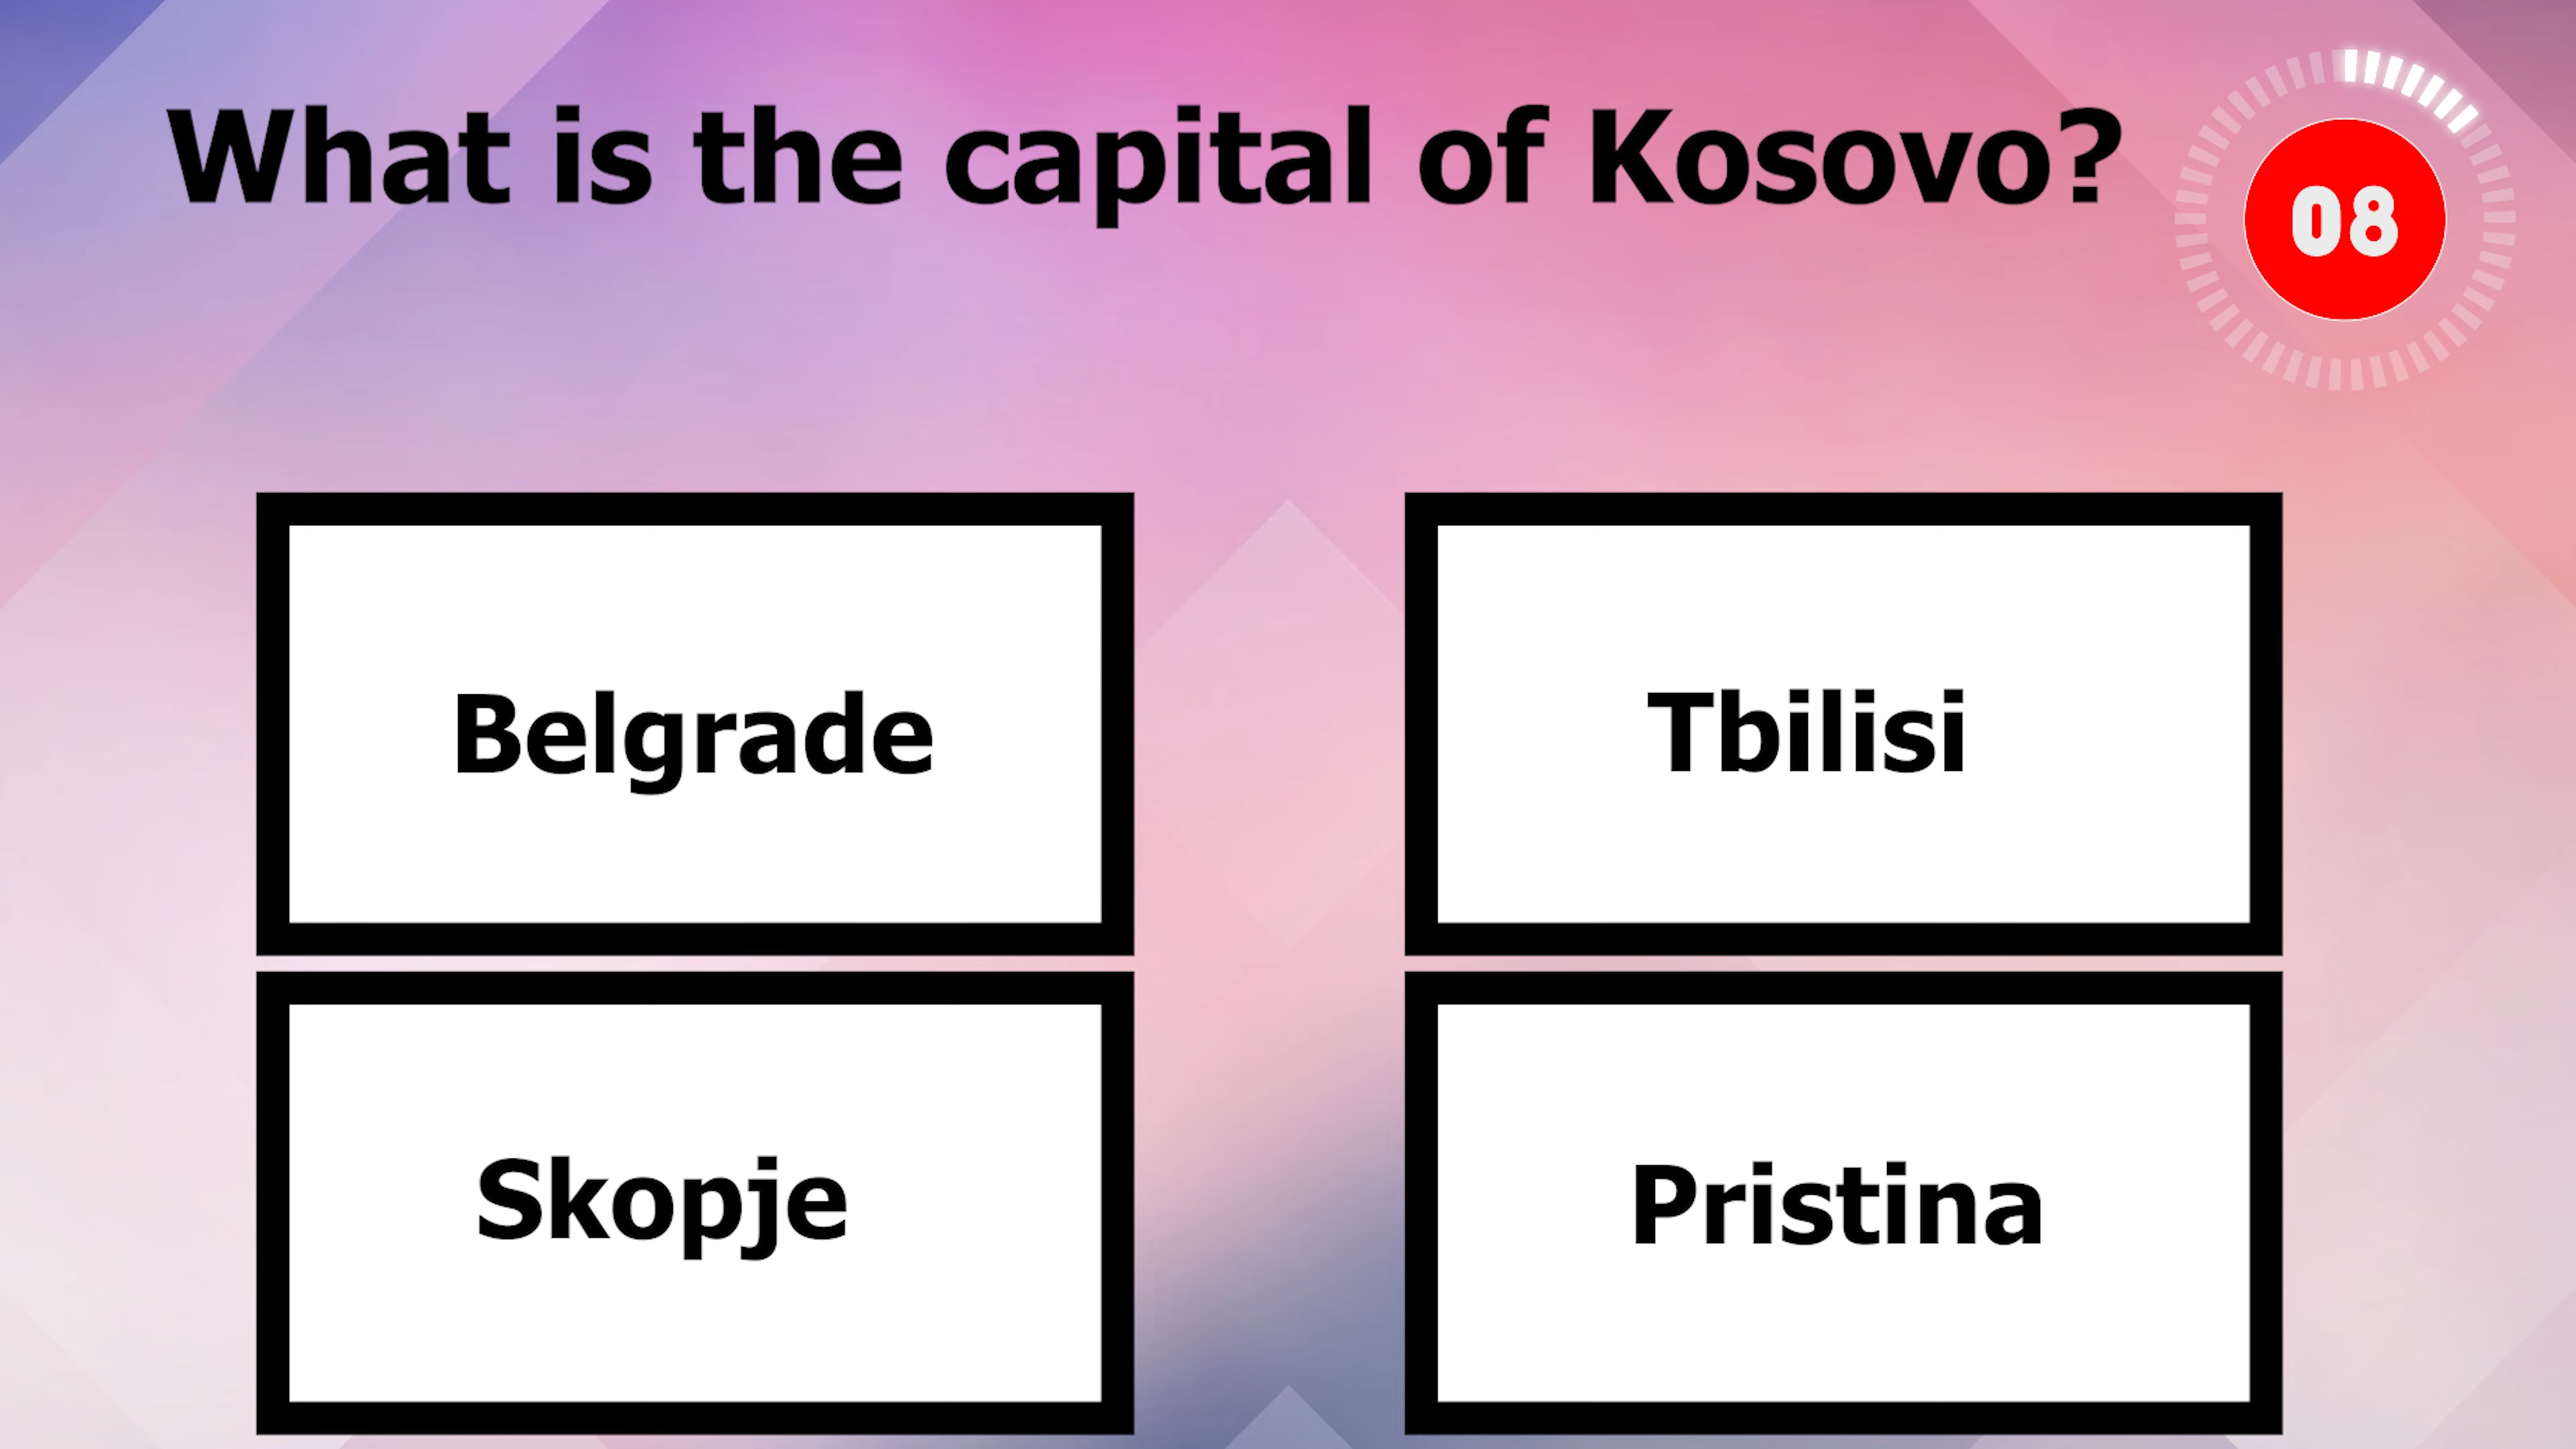 What is the capital of Kosovo?
08
Belgrade
Tbilisi
Skopje
Pristina